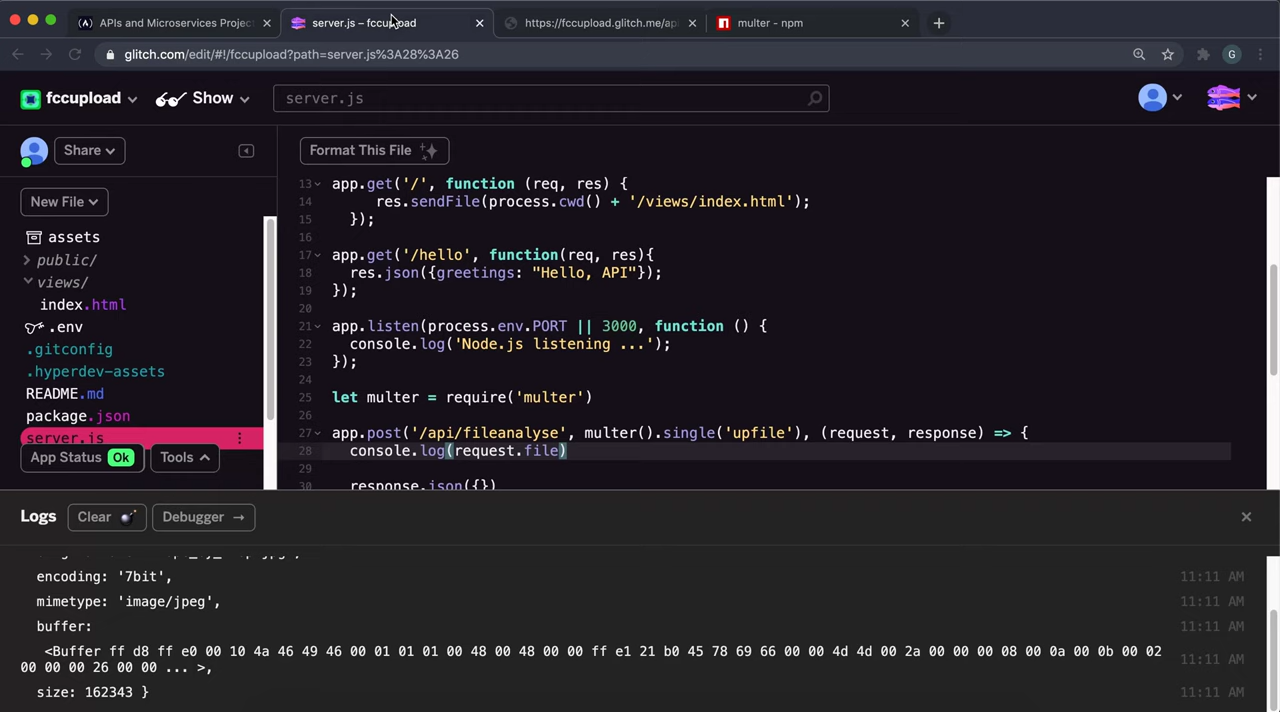 APIs and Microservices Project
server.js – fccupload
https://fccupload.glitch.me/api
multer - npm
glitch.com/edit/#!/fccupload?path=server.js%3A28%3A26
G
fccupload
Show
server.js
Share
Format This File
New File
assets
public/
views/
index.html
.env
.gitconfig
.hyperdev-assets
README.md
package.json
server.js
App Status Ok
Tools
13 app.get('/', function (req, res) {
14 res.sendFile(process.cwd() + '/views/index.html');
15 });
16
17 app.get('/hello', function(req, res){
18 res.json({greetings: "Hello, API"});
19 });
20
21 app.listen(process.env.PORT || 3000, function () {
22 console.log('Node.js listening ...');
23 });
24
25 let multer = require('multer')
26
27 app.post('/api/fileanalyse', multer().single('upfile'), (request, response) => {
28 console.log(request.file)
29
30 response.json({})
Logs
Clear
Debugger →
encoding: '7bit', 11:11 AM
mimetype: 'image/jpeg', 11:11 AM
buffer: 11:11 AM
<Buffer ff d8 ff e0 00 10 4a 46 49 46 00 01 01 01 00 48 00 48 00 00 ff e1 21 b0 45 78 69 66 00 00 4d 4d 00 2a 00 00 00 08 00 0a 00 0b 00 02
00 00 00 26 00 00 ... >, 11:11 AM
size: 162343 } 11:11 AM